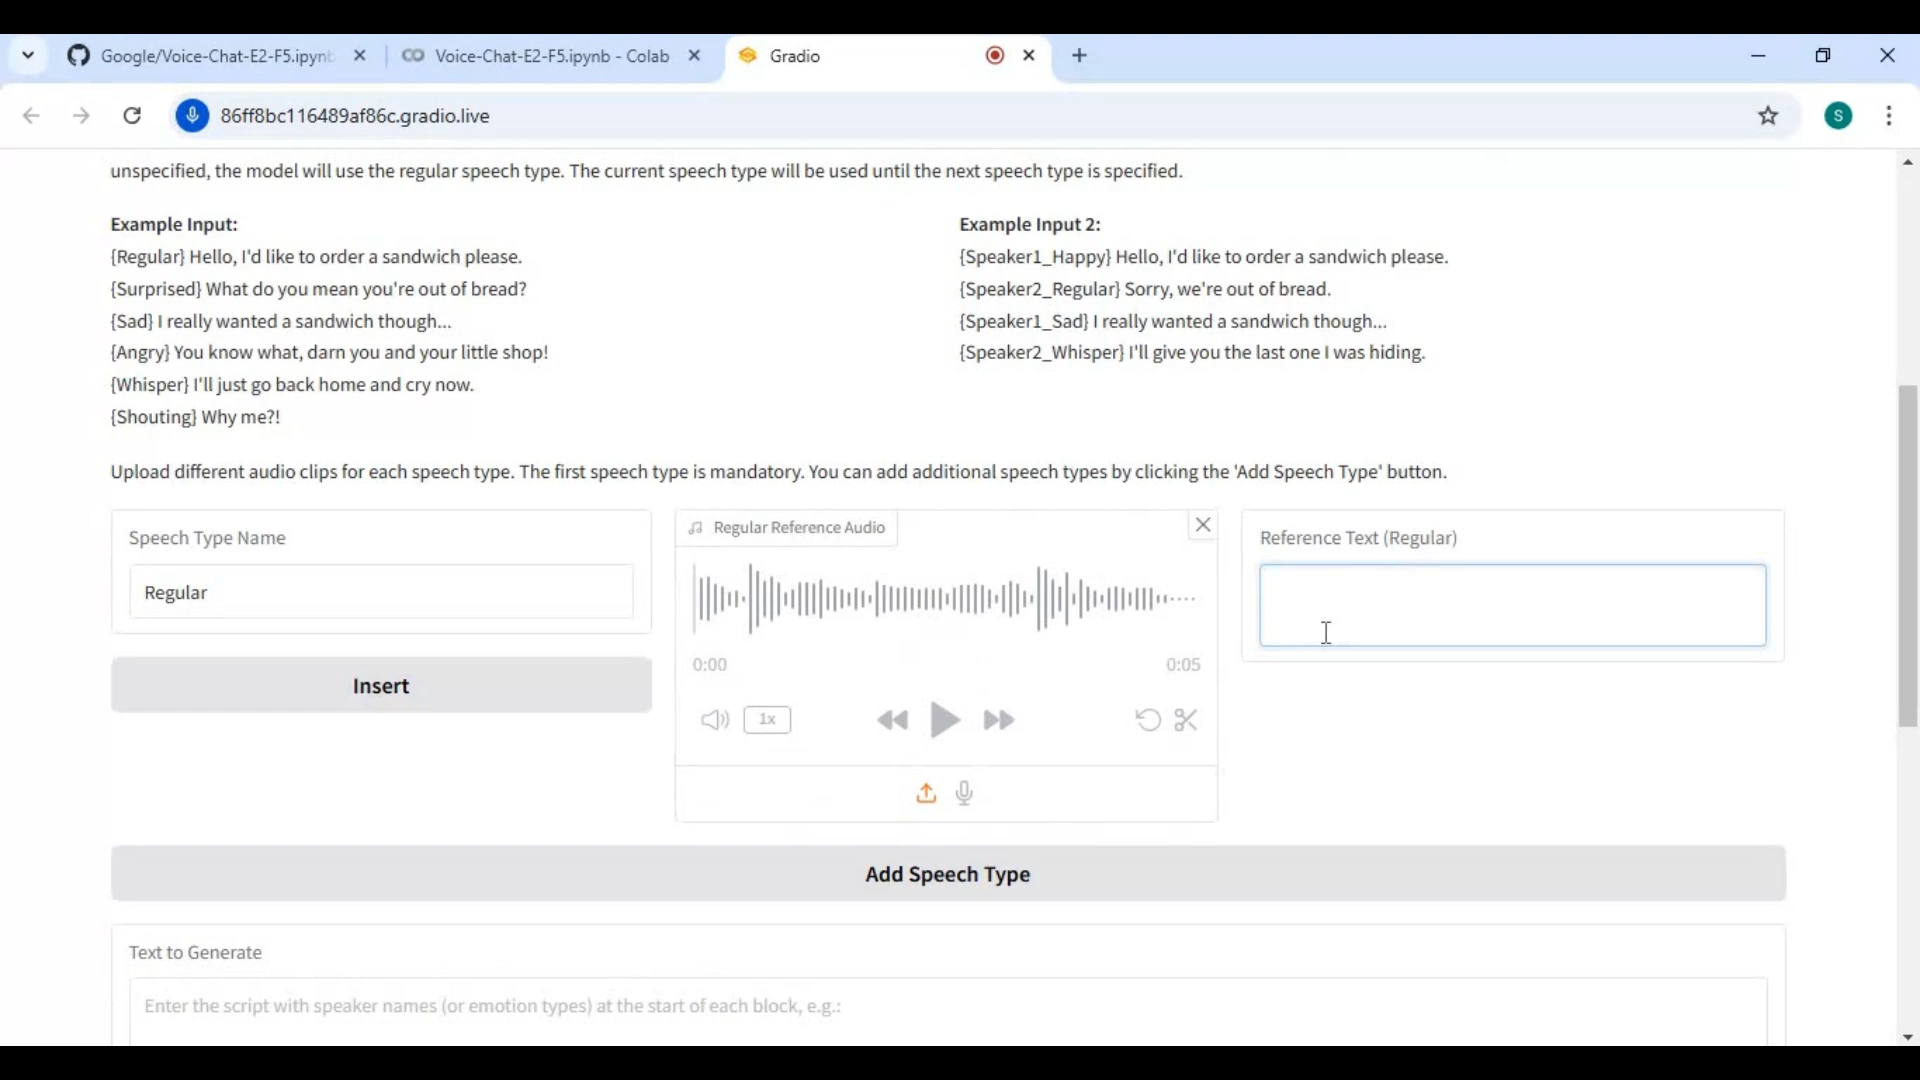 Google/Voice-Chat-E2-F5.ipynb
Voice-Chat-E2-F5.ipynb - Colab
Gradio
86ff8bc116489af86c.gradio.live
S
unspecified, the model will use the regular speech type. The current speech type will be used until the next speech type is specified.
Example Input:
{Regular} Hello, I'd like to order a sandwich please.
{Surprised} What do you mean you're out of bread?
{Sad} I really wanted a sandwich though...
{Angry} You know what, darn you and your little shop!
{Whisper} I'll just go back home and cry now.
{Shouting} Why me?!
Example Input 2:
{Speaker1_Happy} Hello, I'd like to order a sandwich please.
{Speaker2_Regular} Sorry, we're out of bread.
{Speaker1_Sad} I really wanted a sandwich though...
{Speaker2_Whisper} I'll give you the last one I was hiding.
Upload different audio clips for each speech type. The first speech type is mandatory. You can add additional speech types by clicking the 'Add Speech Type' button.
Speech Type Name
Regular
Insert
Regular Reference Audio
0:00
0:05
1x
Reference Text (Regular)
Add Speech Type
Text to Generate
Enter the script with speaker names (or emotion types) at the start of each block, e.g.: